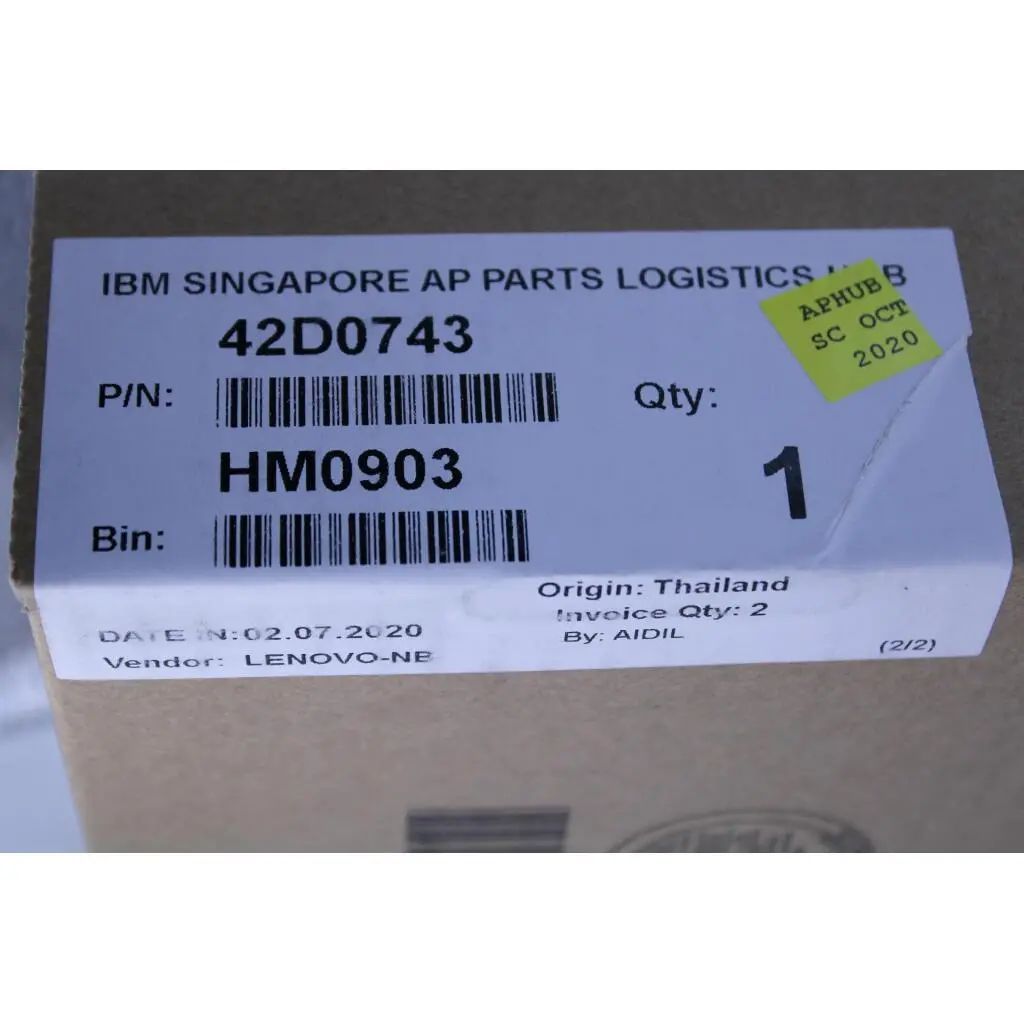 IBM SINGAPORE AP PARTS LOGISTICS
APHUB
SC OCT
2020
42D0743
P/N:
Qty:
HM0903
1
Bin:
Origin: Thailand
Invoice Qty: 2
DATE IN:02.07.2020
By: AIDIL
Vendor: LENOVO-NB
(2/2)